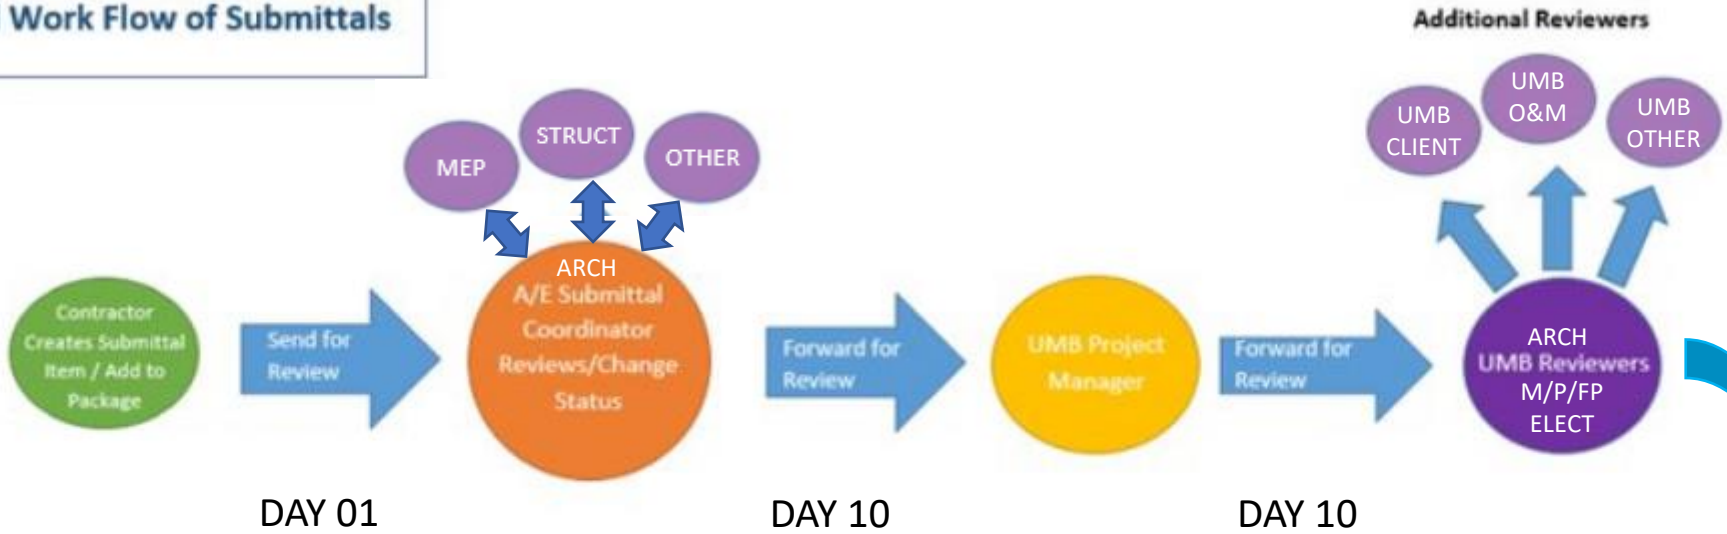 Work Flow of Submittals
Additional Reviewers
MEP
STRUCT
OTHER
UMB
CLIENT
UMB
O&M
UMB
OTHER
Contractor
Creates Submittal
Item / Add to
Package
Send for
Review
ARCH
A/E Submittal
Coordinator
Reviews/Change
Status
Forward for
Review
UMB Project
Manager
Forward for
Review
ARCH
UMB Reviewers
M/P/FP
ELECT
DAY 01
DAY 10
DAY 10